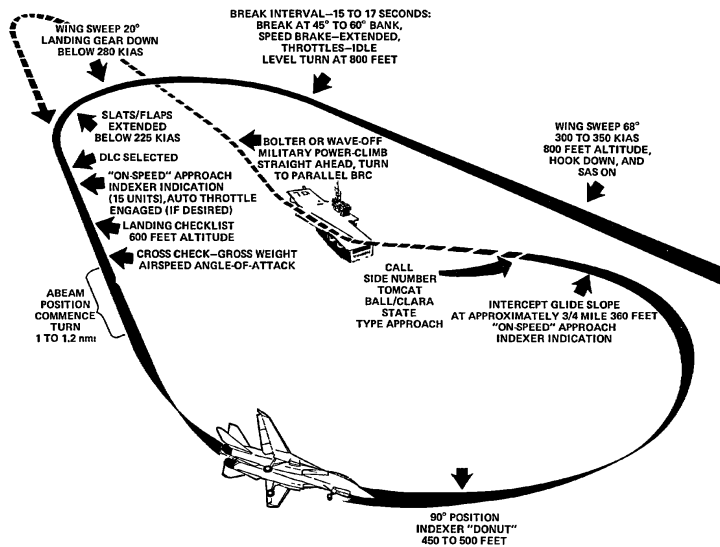 BREAK INTERVAL–15 TO 17 SECONDS:
BREAK AT 45° TO 60° BANK,
SPEED BRAKE–EXTENDED,
THROTTLES–IDLE
LEVEL TURN AT 800 FEET
WING SWEEP 20°
LANDING GEAR DOWN
BELOW 280 KIAS
SLATS/FLAPS
EXTENDED
BELOW 225 KIAS
DLC SELECTED
"ON-SPEED" APPROACH
INDEXER INDICATION
(15 UNITS), AUTO THROTTLE
ENGAGED (IF DESIRED)
LANDING CHECKLIST
600 FEET ALTITUDE
CROSS CHECK–GROSS WEIGHT
AIRSPEED ANGLE-OF-ATTACK
ABEAM
POSITION
COMMENCE
TURN
1 TO 1.2 nmi
BOLTER OR WAVE-OFF
MILITARY POWER-CLIMB
STRAIGHT AHEAD, TURN
TO PARALLEL BRC
WING SWEEP 68°
300 TO 350 KIAS
800 FEET ALTITUDE,
HOOK DOWN, AND
SAS ON
CALL
SIDE NUMBER
TOMCAT
BALL/CLARA
STATE
TYPE APPROACH
INTERCEPT GLIDE SLOPE
AT APPROXIMATELY 3/4 MILE 360 FEET
"ON-SPEED" APPROACH
INDEXER INDICATION
90° POSITION
INDEXER "DONUT"
450 TO 500 FEET